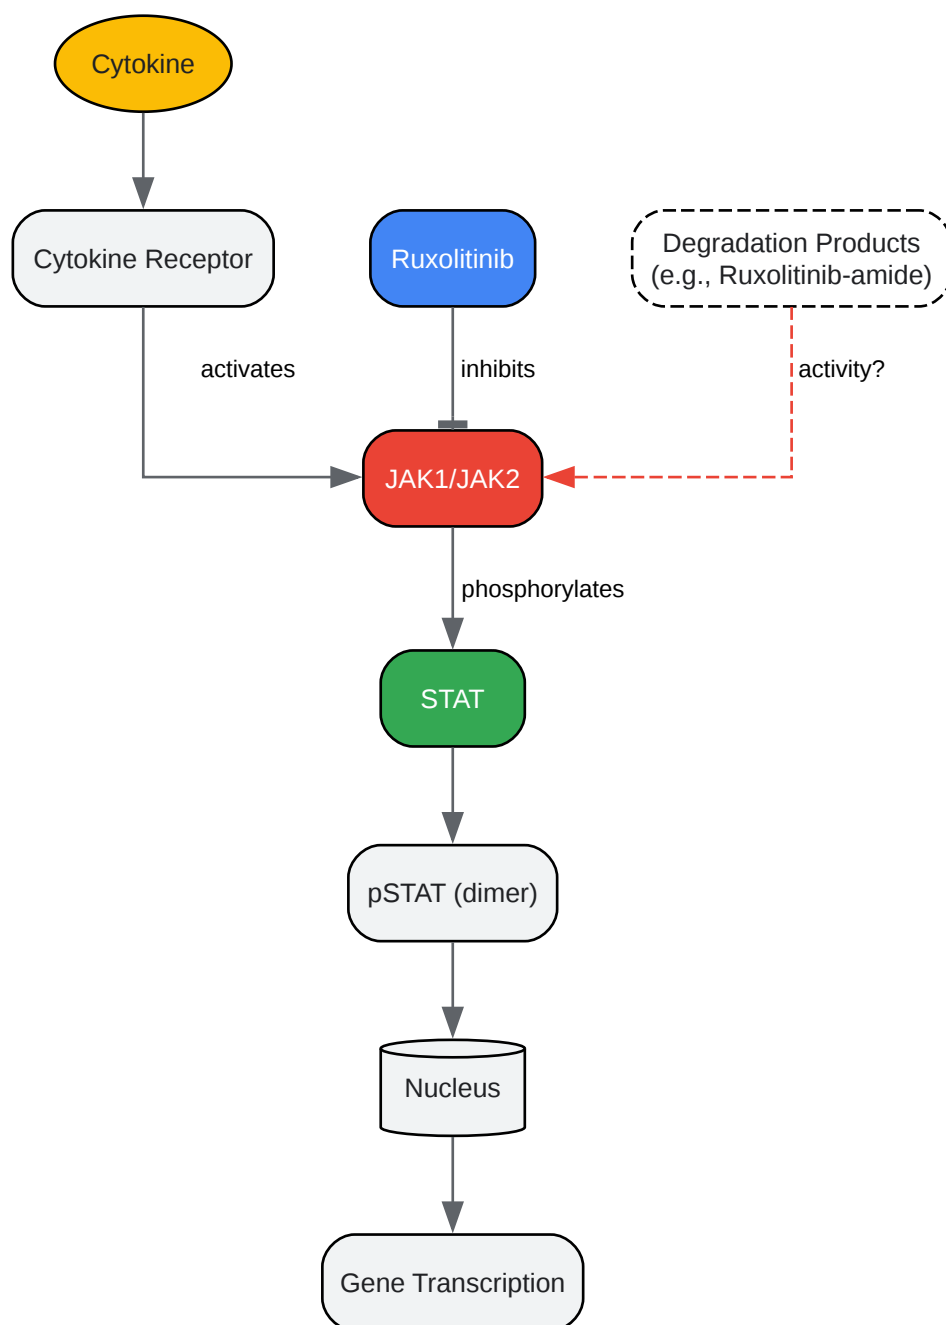 Cytokine
Cytokine Receptor
Ruxolitinib
Degradation Products
(e.g., Ruxolitinib-amide)
activates
inhibits
activity?
JAK1/JAK2
phosphorylates
STAT
pSTAT (dimer)
Nucleus
Gene Transcription